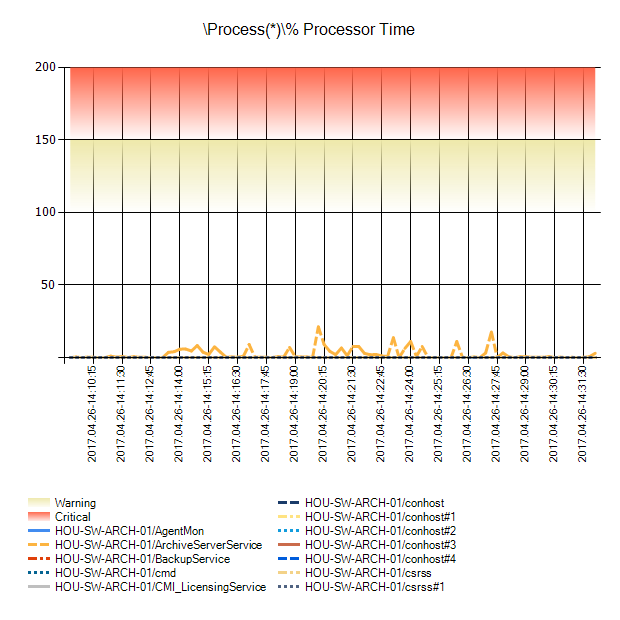 \Process(*)\% Processor Time
200
150
100
50
2017.04.26-14:10:15
2017.04.26-14:11:30
2017.04.26-14:12:45
2017.04.26-14:14:00
2017.04.26-14:15:15
2017.04.26-14:16:30
2017.04.26-14:17:45
2017.04.26-14:19:00
2017.04.26-14:20:15
2017.04.26-14:21:30
2017.04.26-14:22:45
2017.04.26-14:24:00
2017.04.26-14:25:15
2017.04.26-14:26:30
2017.04.26-14:27:45
2017.04.26-14:29:00
2017.04.26-14:30:15
2017.04.26-14:31:30
Warning
Critical
HOU-SW-ARCH-01/AgentMon
HOU-SW-ARCH-01/ArchiveServerService
HOU-SW-ARCH-01/BackupService
HOU-SW-ARCH-01/cmd
HOU-SW-ARCH-01/CMI_LicensingService
HOU-SW-ARCH-01/conhost
HOU-SW-ARCH-01/conhost#1
HOU-SW-ARCH-01/conhost#2
HOU-SW-ARCH-01/conhost#3
HOU-SW-ARCH-01/conhost#4
HOU-SW-ARCH-01/csrss
HOU-SW-ARCH-01/csrss#1